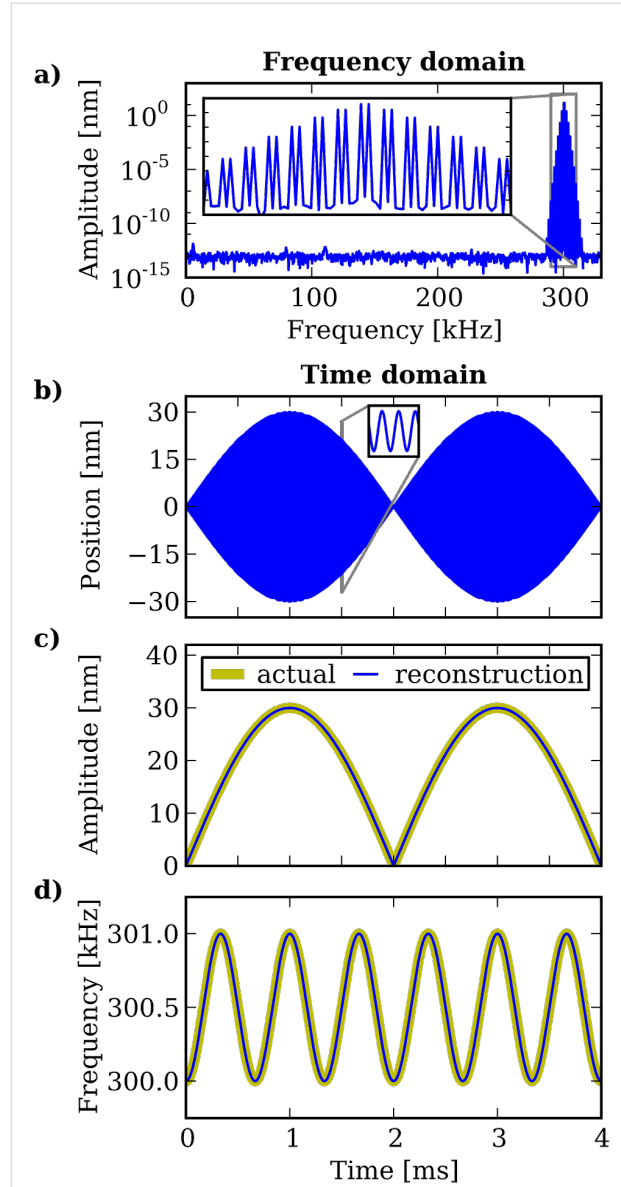 a)
Frequency domain
Amplitude [nm]
10^0
10^-5
10^-10
10^-15
0
100
200
300
Frequency [kHz]
b)
Time domain
Position [nm]
30
15
0
−15
−30
c)
Amplitude [nm]
40
30
20
10
0
actual
reconstruction
d)
Frequency [kHz]
301.0
300.5
300.0
0
1
2
3
4
Time [ms]